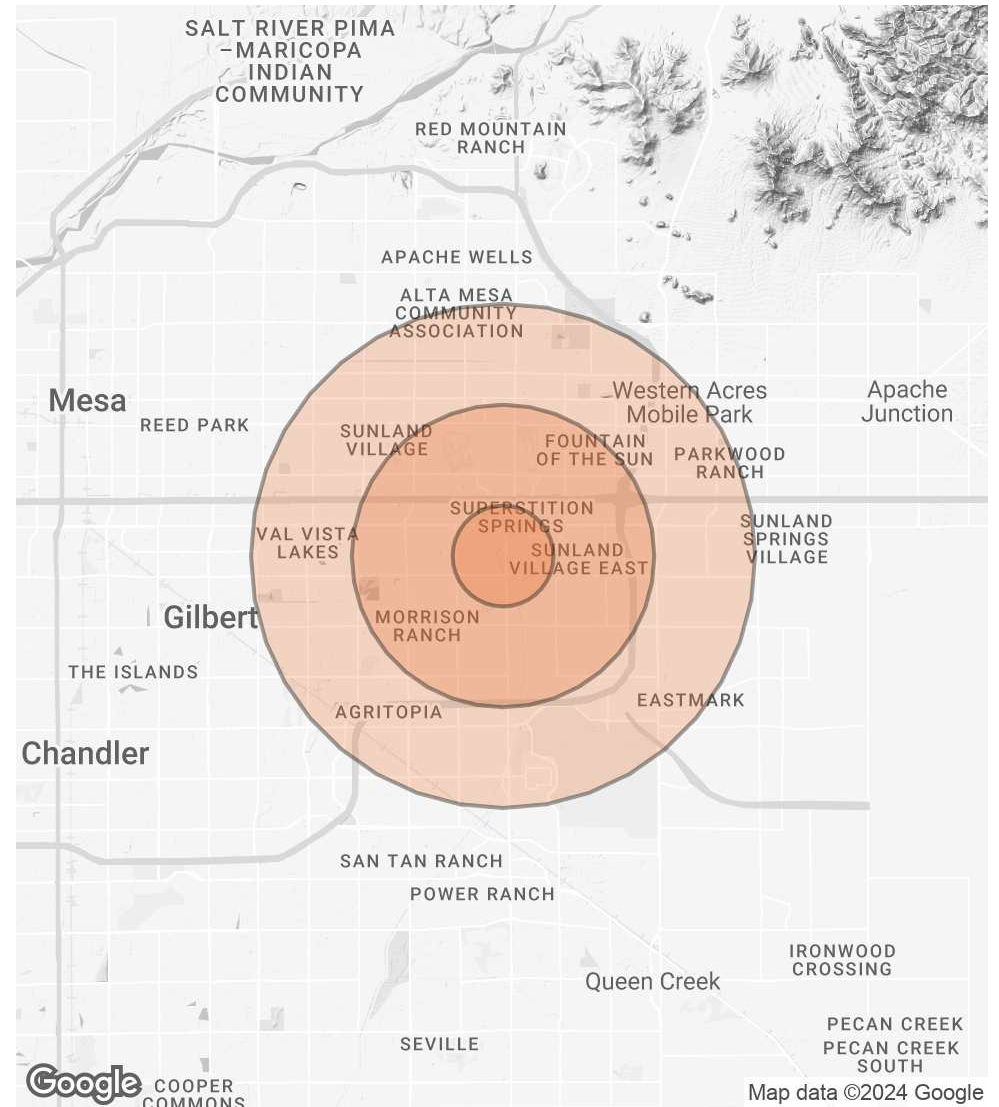 SALT RIVER PIMA
–MARICOPA
INDIAN
COMMUNITY
RED MOUNTAIN
RANCH
APACHE WELLS
ALTA MESA
COMMUNITY
ASSOCIATION
Mesa
REED PARK
Western Acres
Mobile Park
Apache
Junction
SUNLAND
VILLAGE
FOUNTAIN
OF THE SUN
PARKWOOD
RANCH
SUPERSTITION
SPRINGS
VAL VISTA
LAKES
SUNLAND
VILLAGE EAST
SUNLAND
SPRINGS
VILLAGE
Gilbert
MORRISON
RANCH
THE ISLANDS
AGRITOPIA
EASTMARK
Chandler
SAN TAN RANCH
POWER RANCH
Queen Creek
IRONWOOD
CROSSING
SEVILLE
PECAN CREEK
PECAN CREEK
SOUTH
Google
COOPER
COMMONS
Map data ©2024 Google